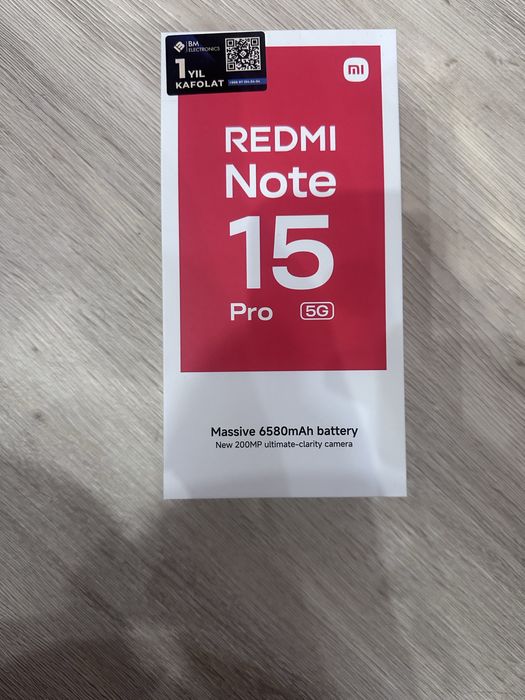 BM
ELECTRONICS
1 YIL
KAFOLAT
mi
REDMI
Note
15
Pro 5G
Massive 6580mAh battery
New 200MP ultimate-clarity camera